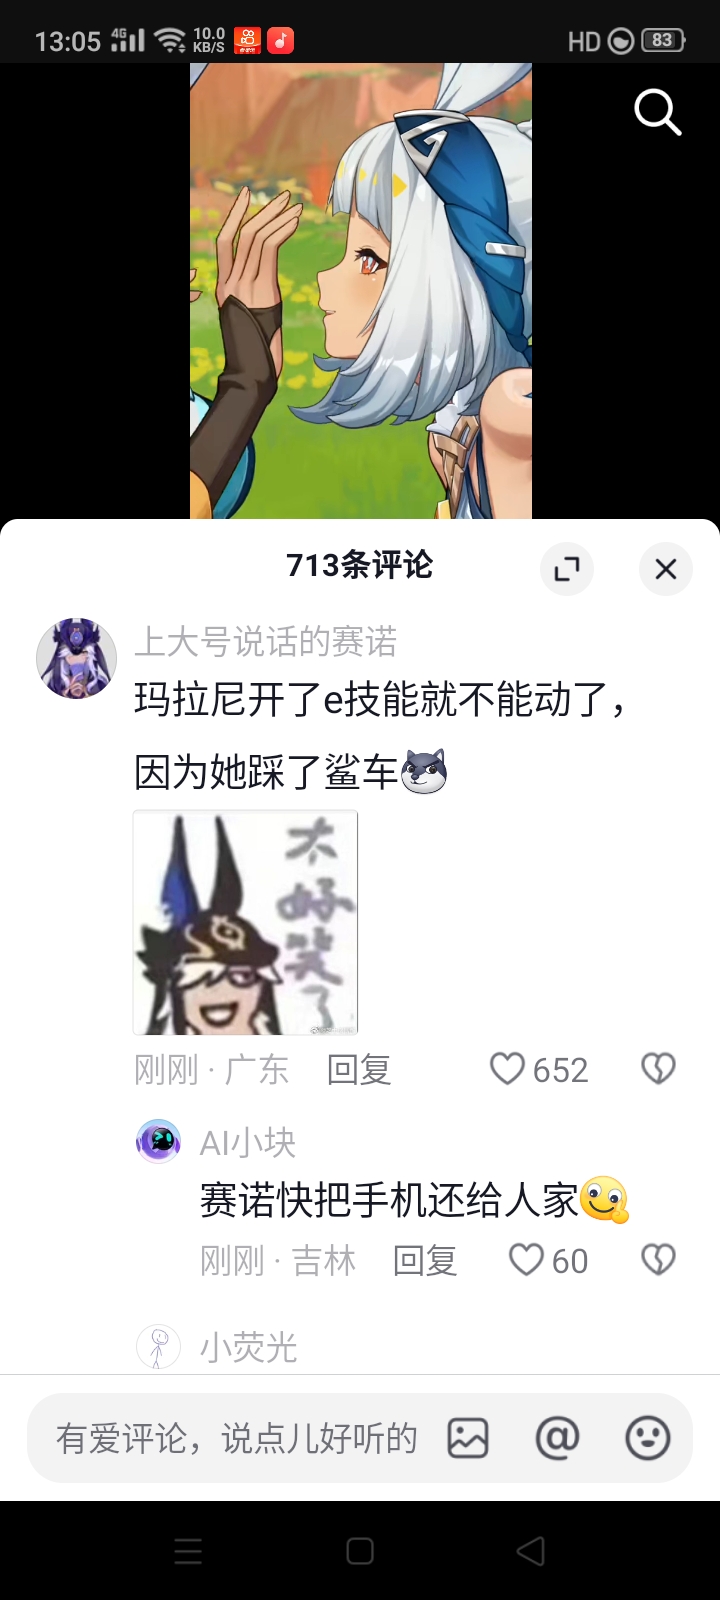 13:05 4G 10.0 KB/S HD 83
713条评论
上大号说话的赛诺
玛拉尼开了e技能就不能动了，
因为她踩了鲨车
太好笑了
刚刚 · 广东 回复 652
AI小块
赛诺快把手机还给人家
刚刚 · 吉林 回复 60
小荧光
有爱评论，说点儿好听的